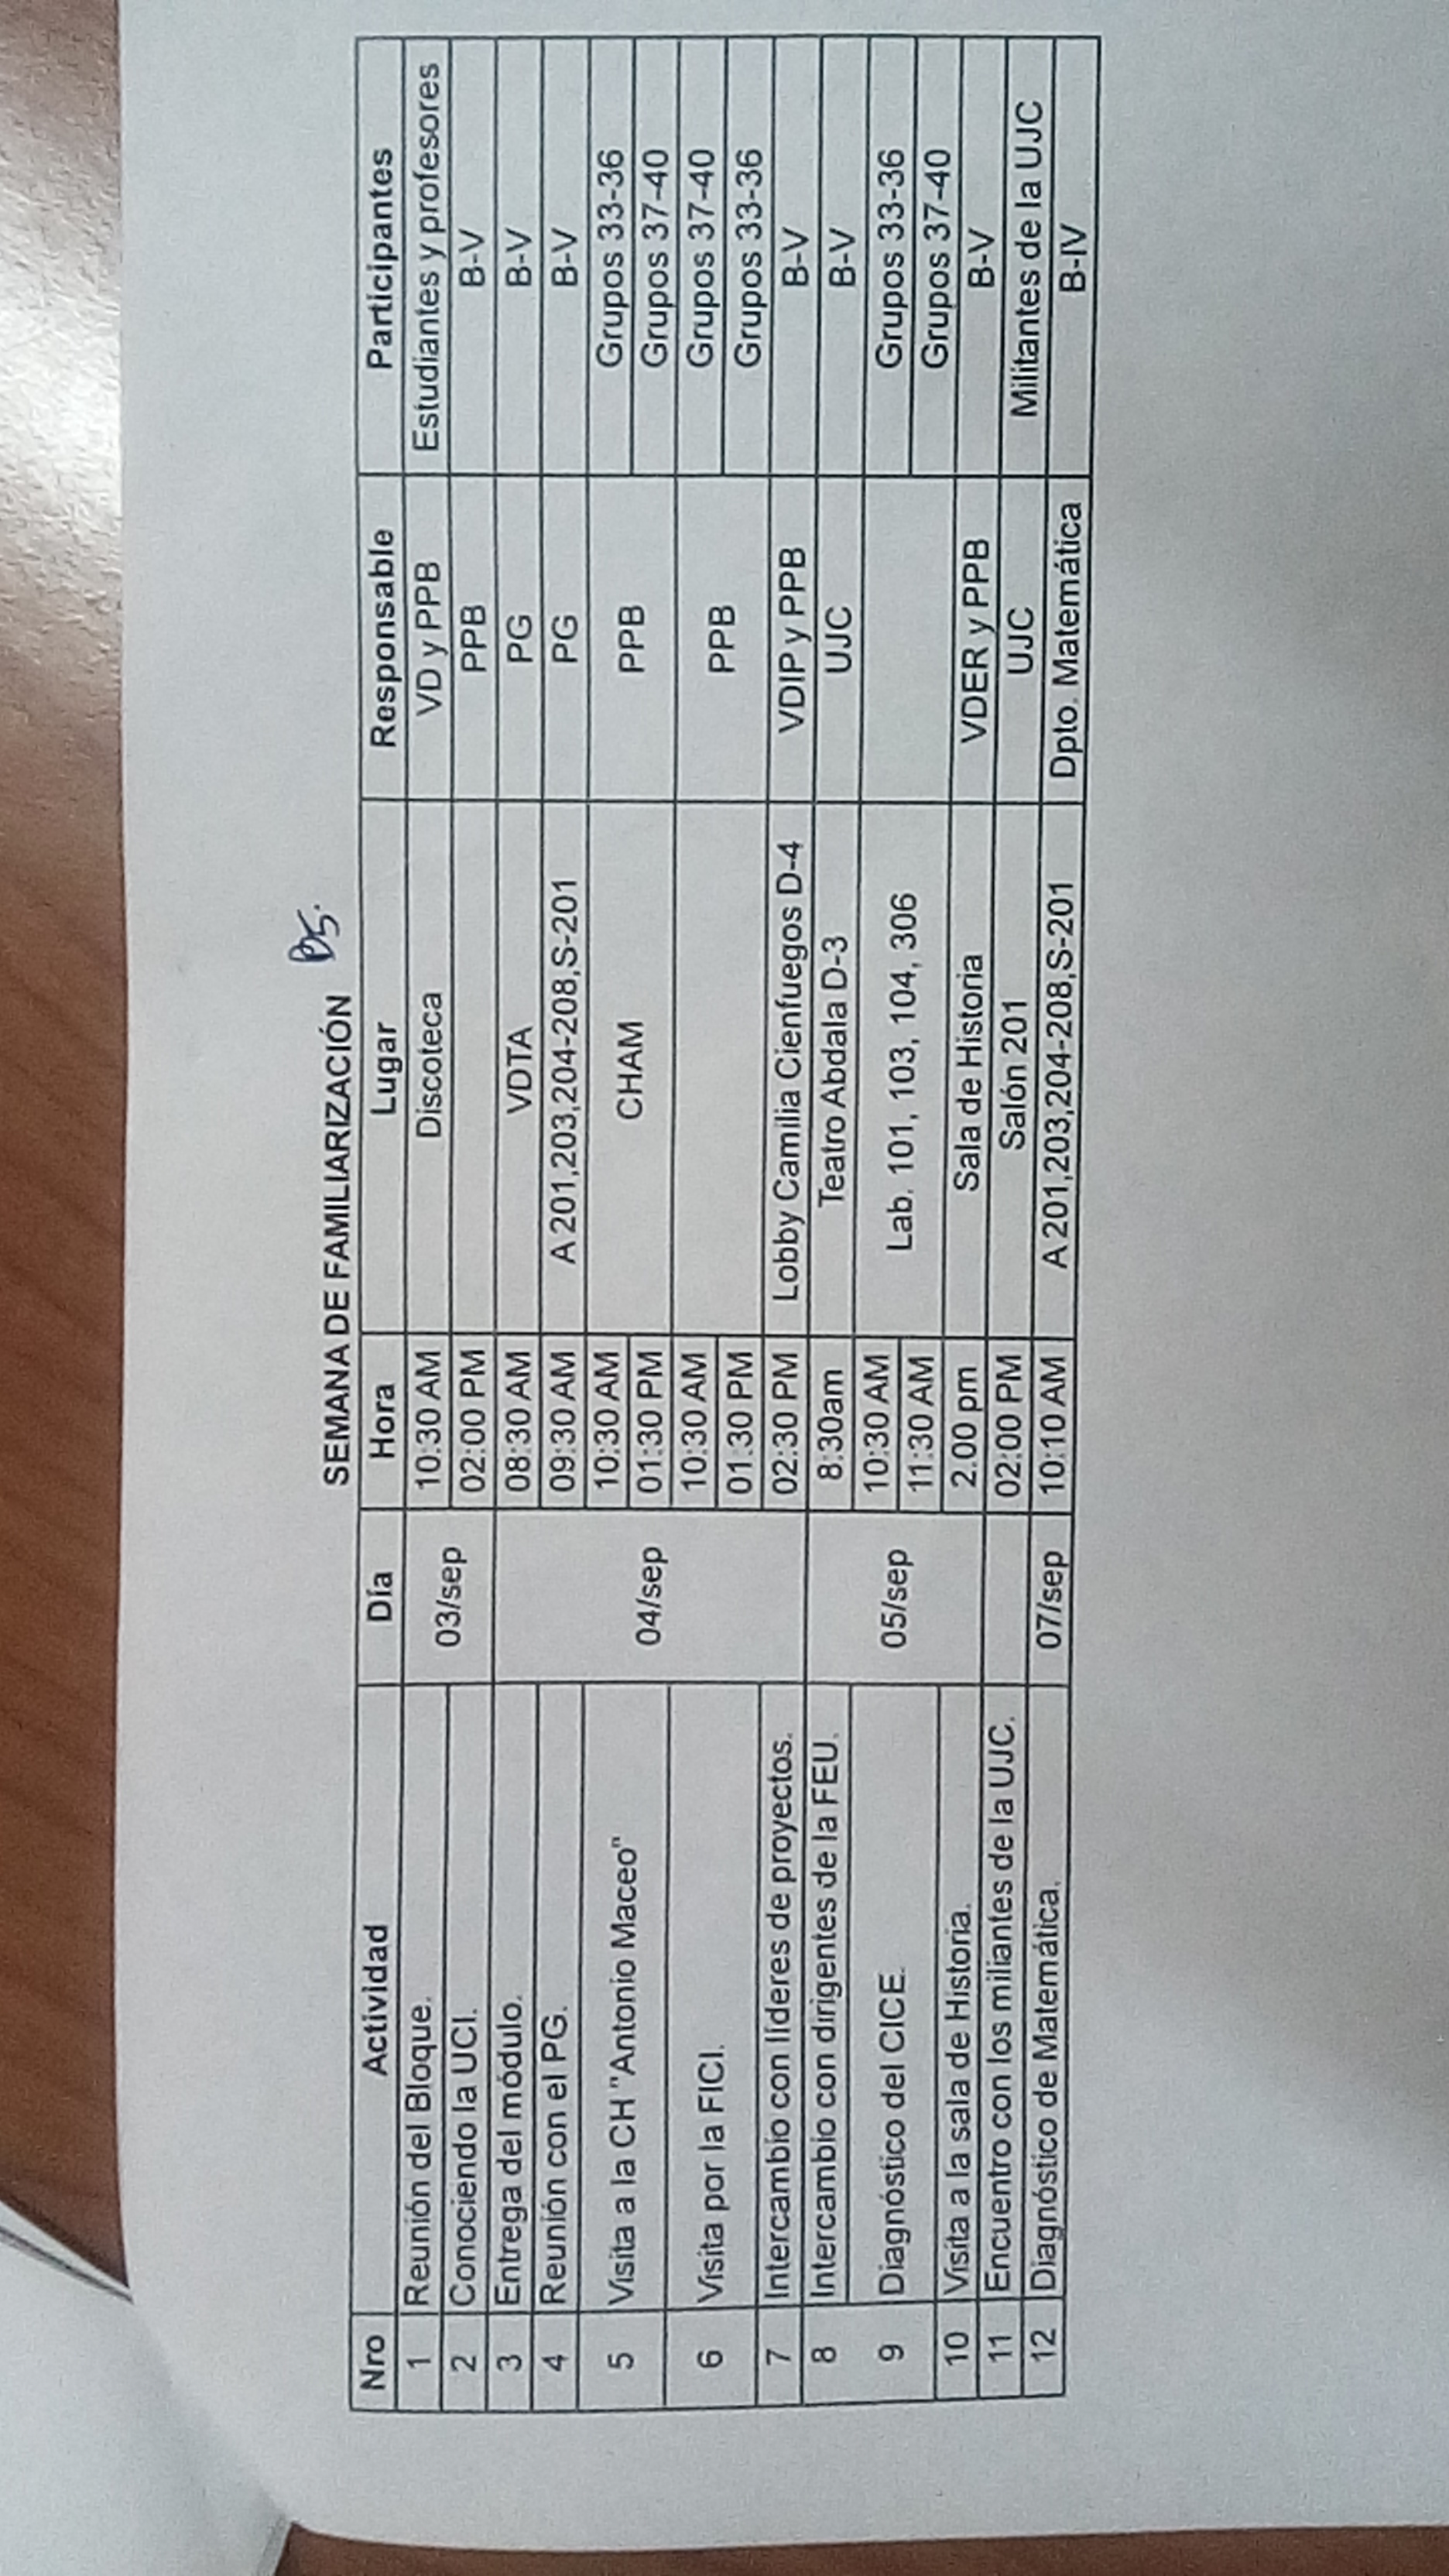 SEMANA DE FAMILIARIZACIÓN B5.
Nro Actividad Día Hora Lugar Responsable Participantes
1 Reunión del Bloque. 03/sep 10:30 AM Discoteca VD y PPB Estudiantes y profesores
2 Conociendo la UCI. 02:00 PM PPB B-V
3 Entrega del módulo. 04/sep 08:30 AM VDTA PG B-V
4 Reunión con el PG. 09:30 AM A 201,203,204-208,S-201 PG B-V
5 Visita a la CH "Antonio Maceo" 10:30 AM CHAM PPB Grupos 33-36
01:30 PM Grupos 37-40
6 Visita por la FICI. 10:30 AM PPB Grupos 37-40
01:30 PM Grupos 33-36
7 Intercambio con líderes de proyectos. 02:30 PM Lobby Camilia Cienfuegos D-4 VDIP y PPB B-V
8 Intercambio con dirigentes de la FEU. 05/sep 8:30am Teatro Abdala D-3 UJC B-V
9 Diagnóstico del CICE. 10:30 AM Lab. 101, 103, 104, 306 Grupos 33-36
11:30 AM Grupos 37-40
10 Visita a la sala de Historia. 2.00 pm Sala de Historia VDER y PPB B-V
11 Encuentro con los miliantes de la UJC. 02:00 PM Salón 201 UJC Militantes de la UJC
12 Diagnóstico de Matemática. 07/sep 10:10 AM A 201,203,204-208,S-201 Dpto. Matemática B-IV